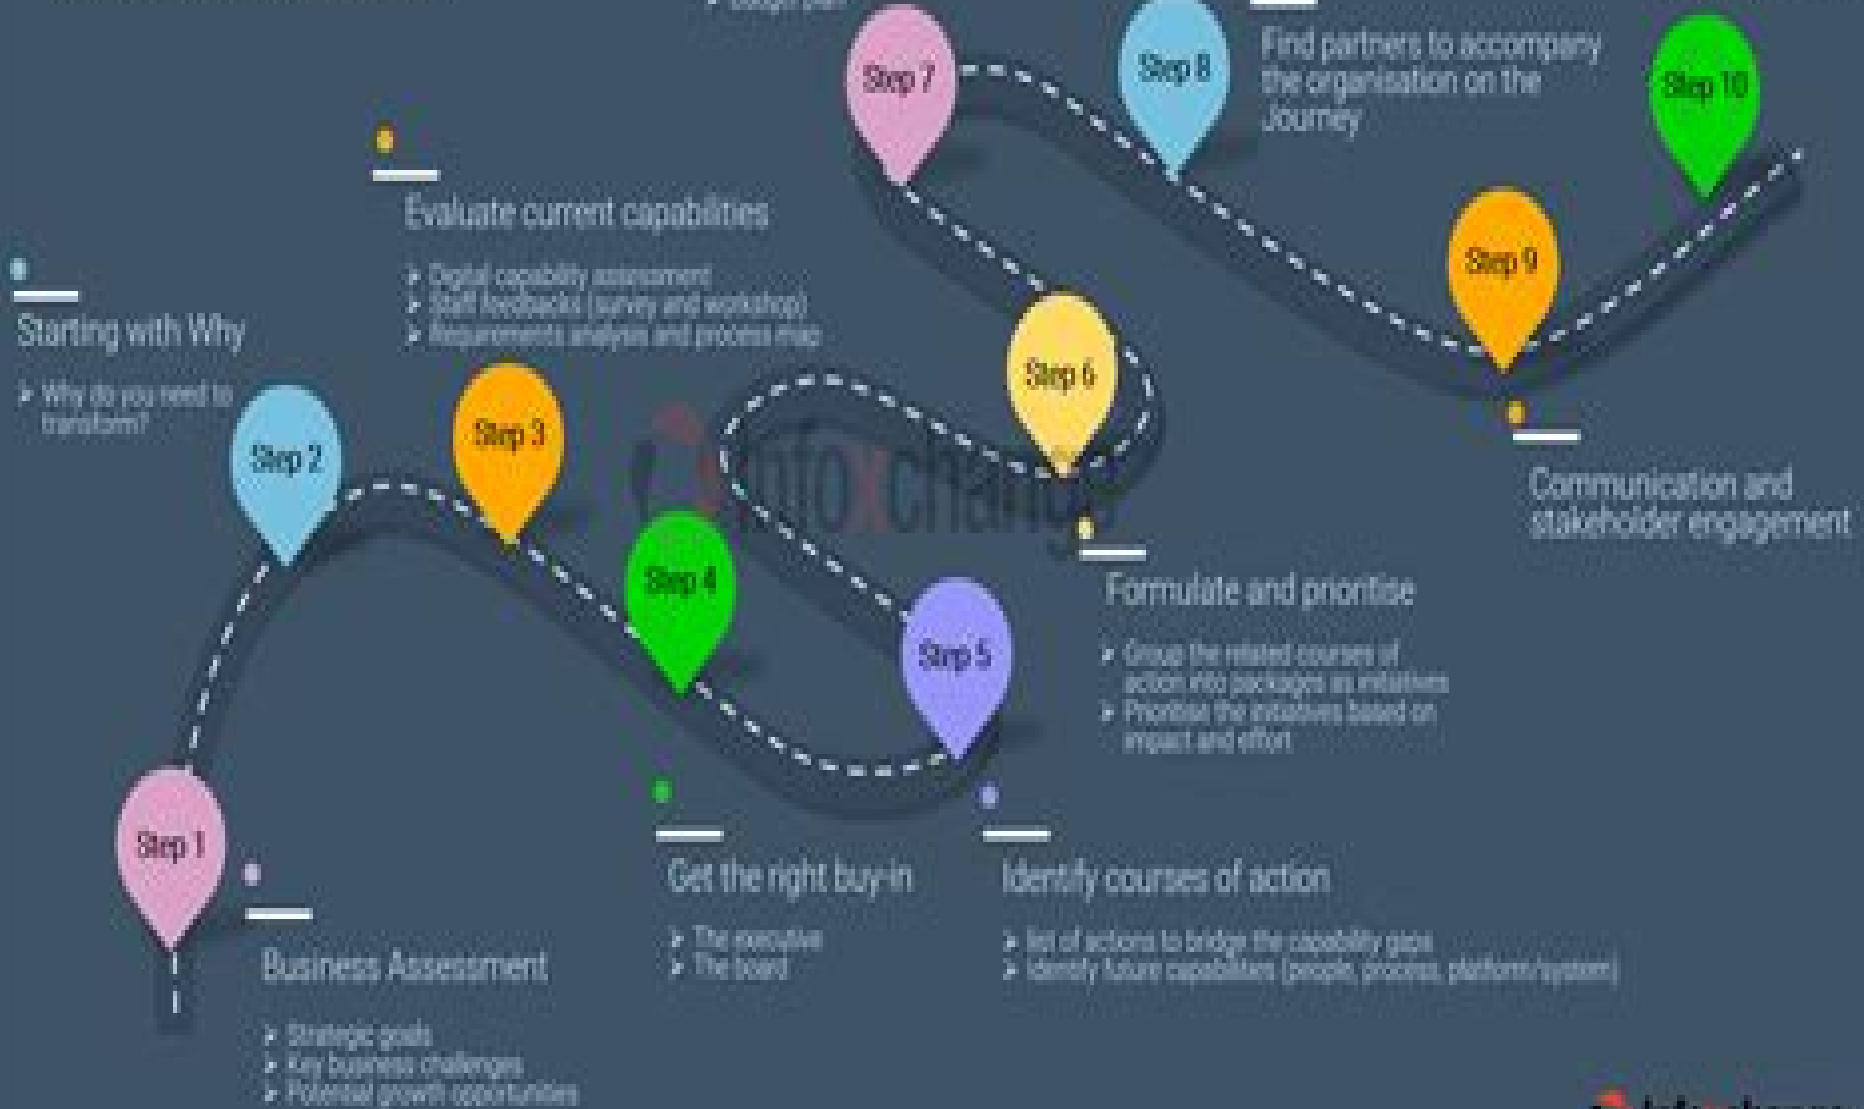 Budget plan
Step 7
Step 8
Find partners to accompany
the organisation on the
Journey
Step 10
Evaluate current capabilities
Digital capability assessment
Staff feedbacks (survey and workshop)
Requirements analysis and process map
Step 9
Starting with Why
Why do you need to
transform?
Step 2
Step 3
Step 6
infoxchange
Communication and
stakeholder engagement
Step 4
Step 5
Formulate and prioritise
Group the related courses of
action into packages as initiatives
Prioritise the initiatives based on
impact and effort
Step 1
Get the right buy-in
The executive
The board
Identify courses of action
list of actions to bridge the capability gaps
Identify future capabilities (people, process, platform/system)
Business Assessment
Strategic goals
Key business challenges
Potential growth opportunities